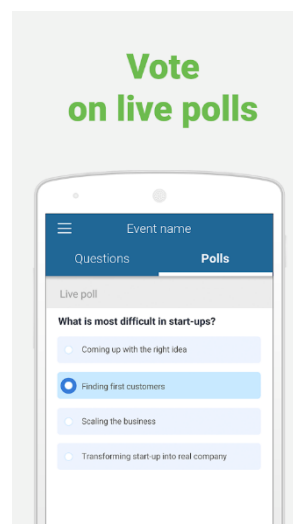 Vote
on live polls
Event name
Questions
Polls
Live poll
What is most difficult in start-ups?
Coming up with the right idea
Finding first customers
Scaling the business
Transforming start-up into real company